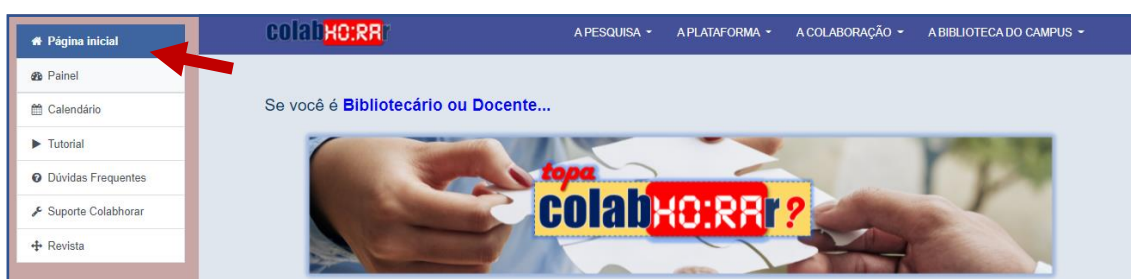 Página inicial
Painel
Calendário
Tutorial
Dúvidas Frequentes
Suporte Colabhorar
Revista
colabHO:RAr
A PESQUISA
A PLATAFORMA
A COLABORAÇÃO
A BIBLIOTECA DO CAMPUS
Se você é Bibliotecário ou Docente...
topa
colabHO:RAr?